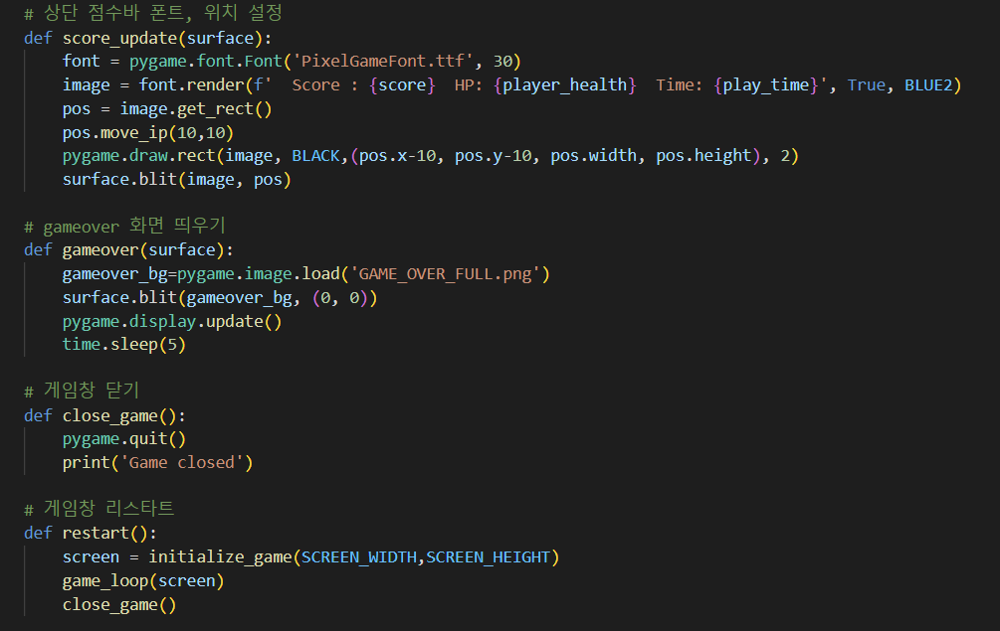 # 상단 점수바 폰트, 위치 설정
def score_update(surface):
    font = pygame.font.Font('PixelGameFont.ttf', 30)
    image = font.render(f'  Score : {score}  HP: {player_health}  Time: {play_time}', True, BLUE2)
    pos = image.get_rect()
    pos.move_ip(10,10)
    pygame.draw.rect(image, BLACK,(pos.x-10, pos.y-10, pos.width, pos.height), 2)
    surface.blit(image, pos)

# gameover 화면 띄우기
def gameover(surface):
    gameover_bg=pygame.image.load('GAME_OVER_FULL.png')
    surface.blit(gameover_bg, (0, 0))
    pygame.display.update()
    time.sleep(5)

# 게임창 닫기
def close_game():
    pygame.quit()
    print('Game closed')

# 게임창 리스타트
def restart():
    screen = initialize_game(SCREEN_WIDTH,SCREEN_HEIGHT)
    game_loop(screen)
    close_game()